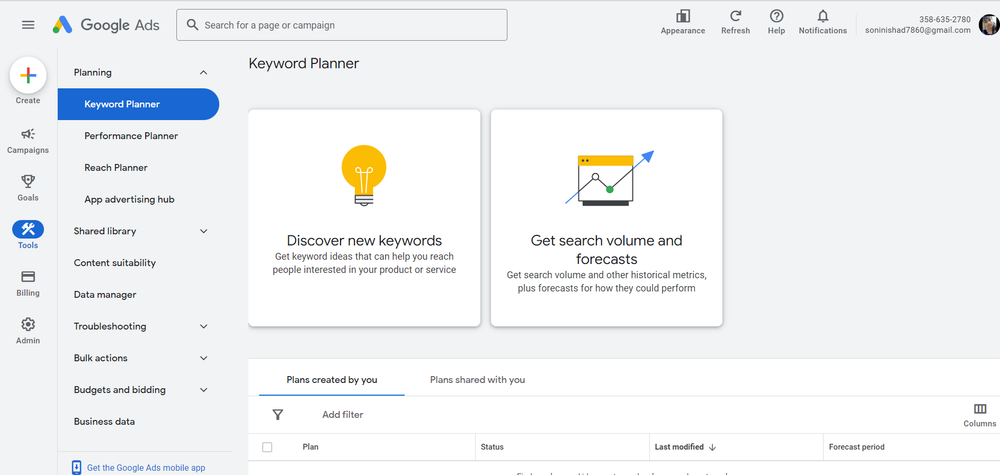 Google Ads
Search for a page or campaign
Appearance
Refresh
Help
Notifications
358-635-2780
soninishad7860@gmail.com
Create
Campaigns
Goals
Tools
Billing
Admin
Planning
Keyword Planner
Performance Planner
Reach Planner
App advertising hub
Shared library
Content suitability
Data manager
Troubleshooting
Bulk actions
Budgets and bidding
Business data
Get the Google Ads mobile app
Keyword Planner
Discover new keywords
Get keyword ideas that can help you reach
people interested in your product or service
Get search volume and
forecasts
Get search volume and other historical metrics,
plus forecasts for how they could perform
Plans created by you
Plans shared with you
Add filter
Columns
Plan
Status
Last modified
Forecast period